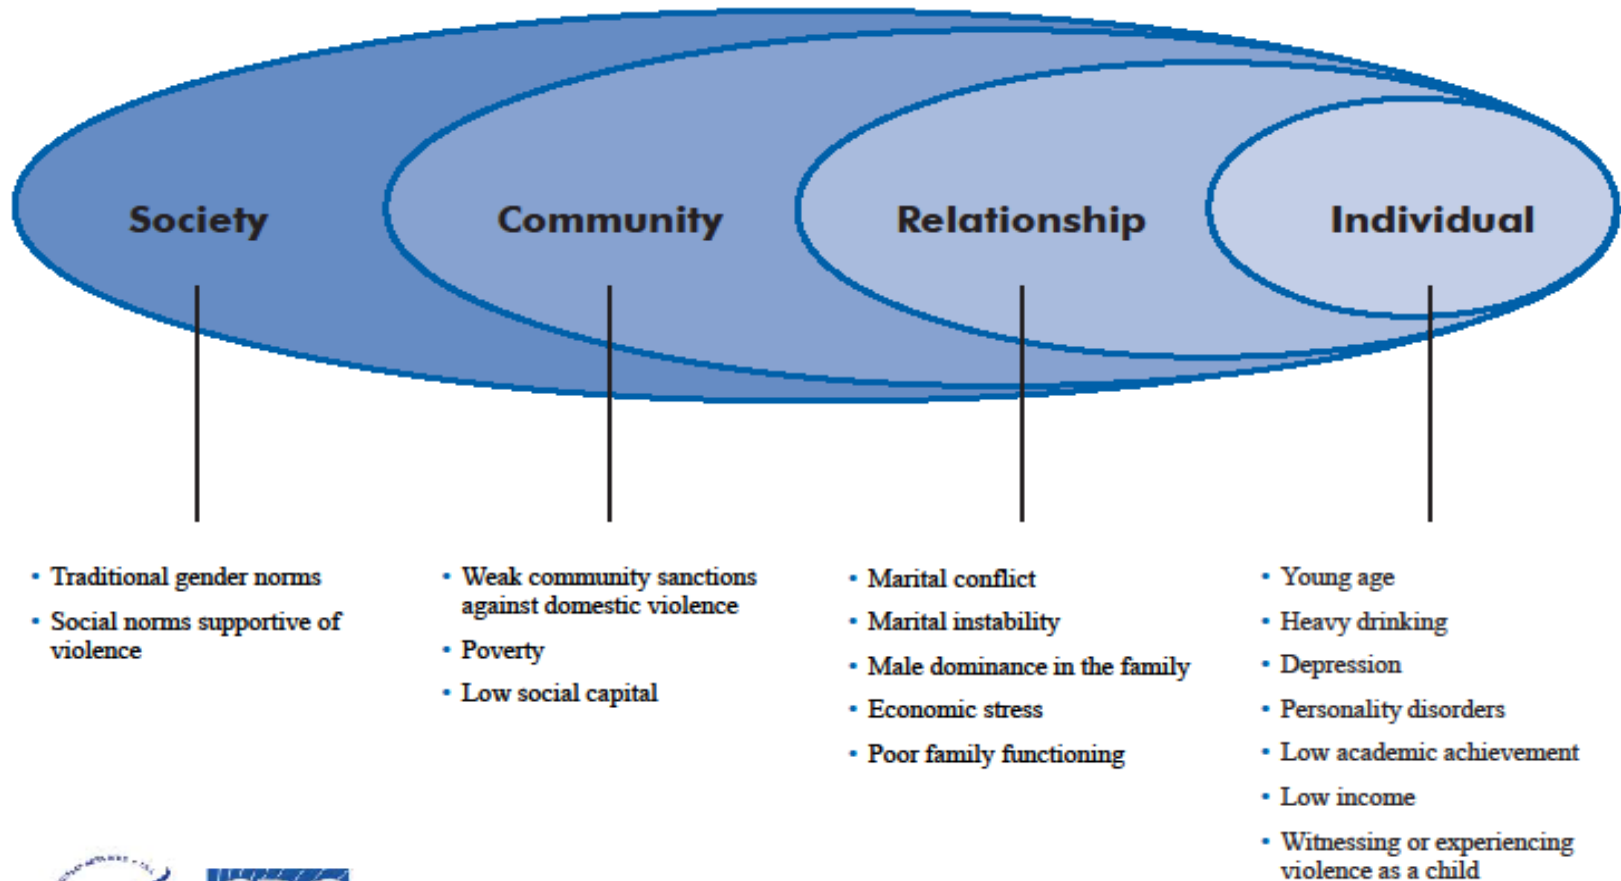 Society
Community
Relationship
Individual
• Traditional gender norms
• Social norms supportive of
violence
• Weak community sanctions
against domestic violence
• Poverty
• Low social capital
• Marital conflict
• Marital instability
• Male dominance in the family
• Economic stress
• Poor family functioning
• Young age
• Heavy drinking
• Depression
• Personality disorders
• Low academic achievement
• Low income
• Witnessing or experiencing
violence as a child